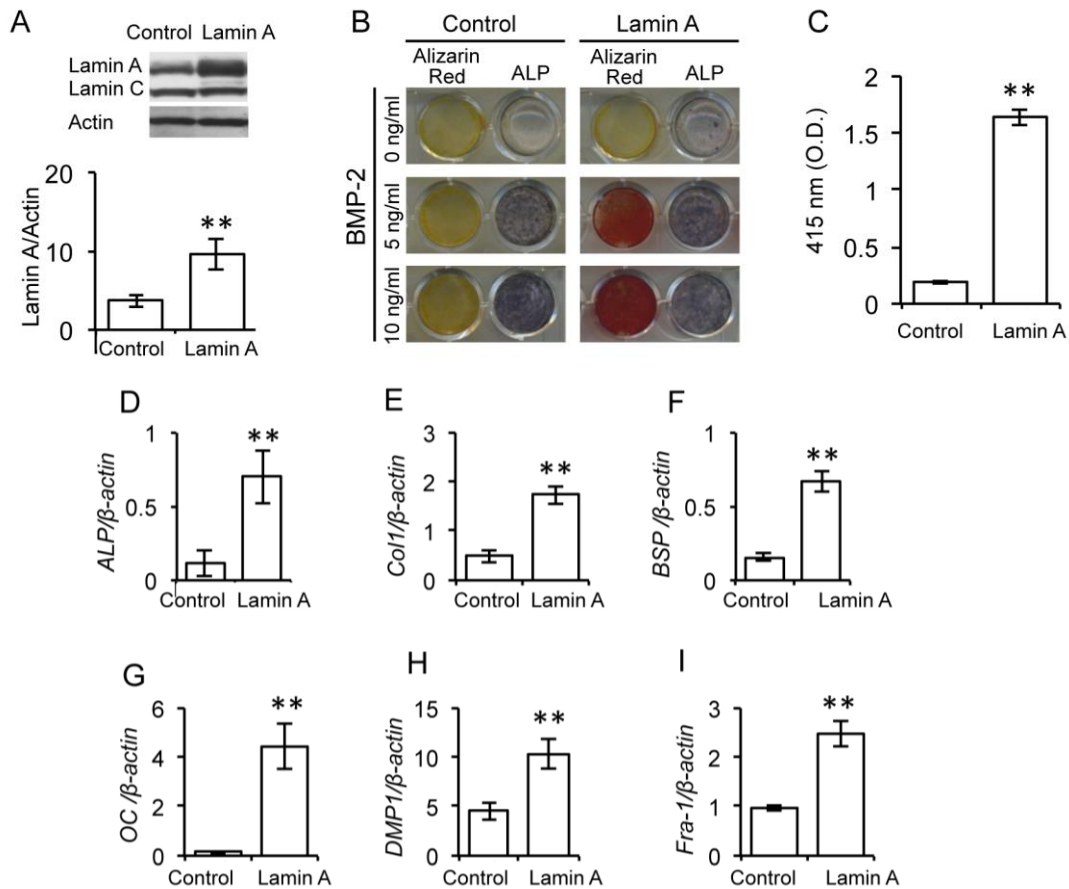 A
Control Lamin A
Lamin A
Lamin C
Actin
20
10
0
Lamin A/Actin
**
Control Lamin A
B
Control Lamin A
Alizarin Red ALP Alizarin Red ALP
BMP-2
0 ng/ml
5 ng/ml
10 ng/ml
C
2
1.5
1
0.5
0
415 nm (O.D.)
**
Control Lamin A
D
1
0.5
0
ALP/β-actin
**
Control Lamin A
E
3
2
1
0
Col1/β-actin
**
Control Lamin A
F
1
0.5
0
BSP /β-actin
**
Control Lamin A
G
6
4
2
0
OC /β-actin
**
Control Lamin A
H
15
10
5
0
DMP1/β-actin
**
Control Lamin A
I
3
2
1
0
Fra-1/β-actin
**
Control Lamin A